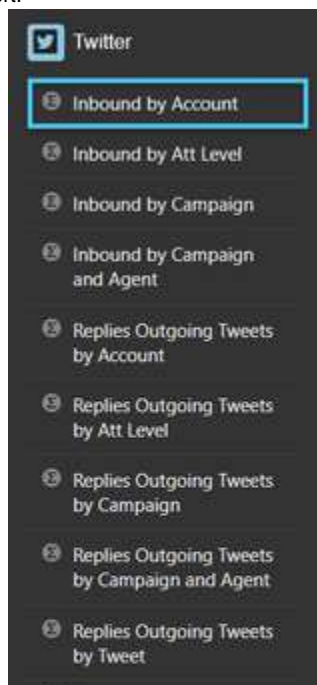 Twitter
Inbound by Account
Inbound by Att Level
Inbound by Campaign
Inbound by Campaign
and Agent
Replies Outgoing Tweets
by Account
Replies Outgoing Tweets
by Att Level
Replies Outgoing Tweets
by Campaign
Replies Outgoing Tweets
by Campaign and Agent
Replies Outgoing Tweets
by Tweet